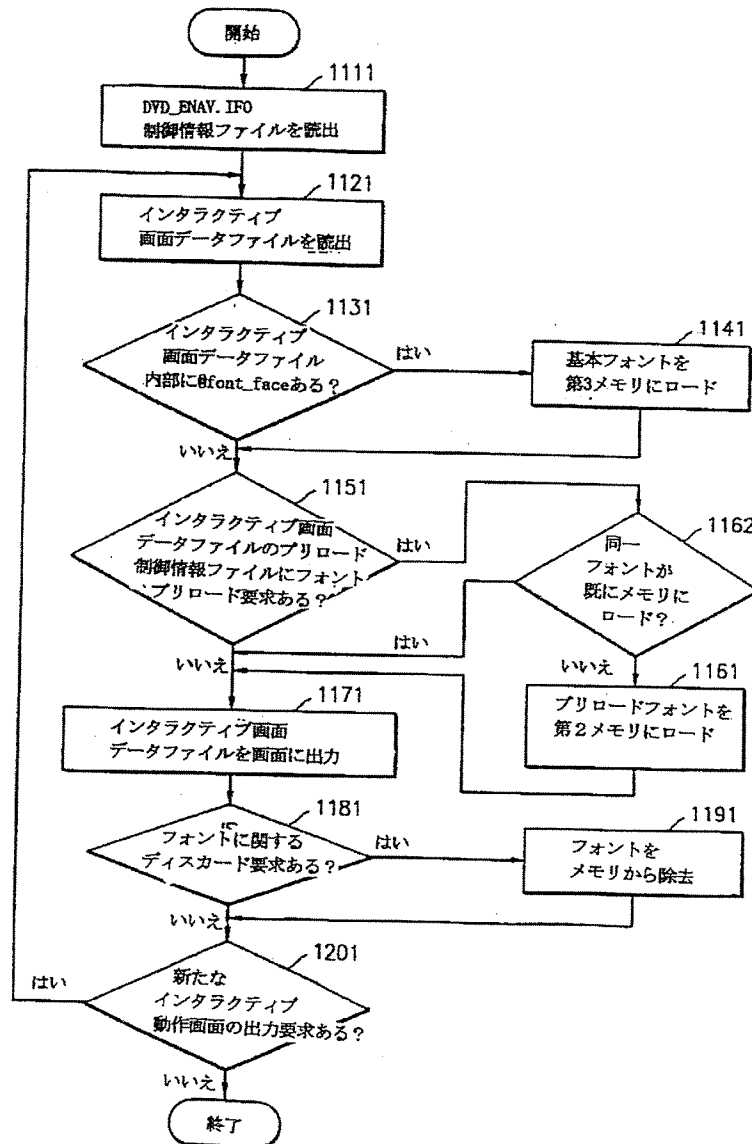 開始
1111
DVD_ENAV.IFO
制御情報ファイルを読出
1121
インタラクティブ
画面データファイルを読出
1131
インタラクティブ
画面データファイル
内部に@font_faceある？
はい
1141
基本フォントを
第3メモリにロード
いいえ
1151
インタラクティブ画面
データファイルのプリロード
制御情報ファイルにフォント
プリロード要求ある？
はい
1162
同一
フォントが
既にメモリに
ロード？
はい
いいえ
いいえ
1161
プリロードフォントを
第２メモリにロード
1171
インタラクティブ画面
データファイルを画面に出力
1181
フォントに関する
ディスカード要求ある？
はい
1191
フォントを
メモリから除去
いいえ
1201
新たな
インタラクティブ
動作画面の出力要求ある？
はい
いいえ
終了